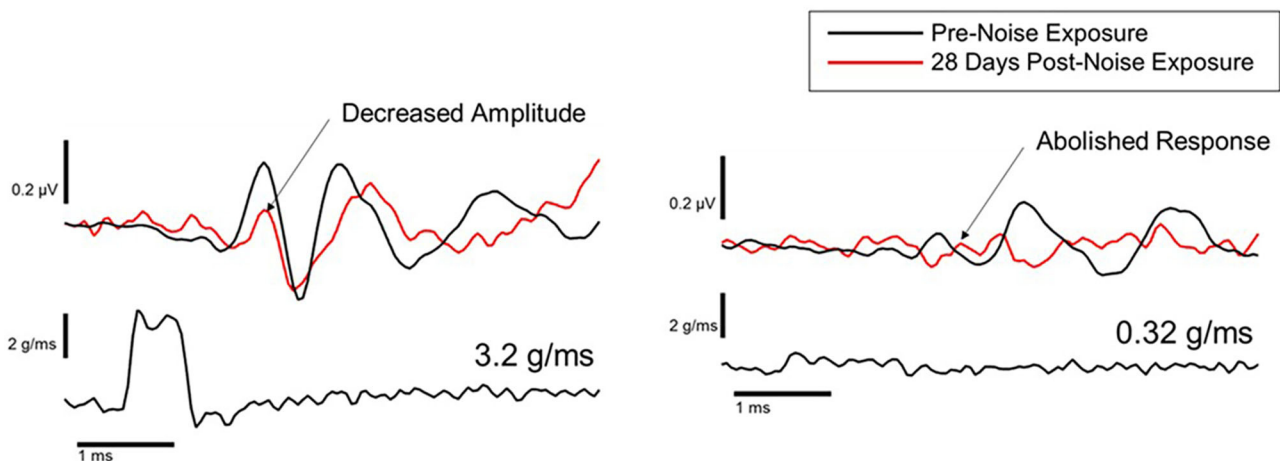 Pre-Noise Exposure
28 Days Post-Noise Exposure
Decreased Amplitude
0.2 µV
2 g/ms
3.2 g/ms
1 ms
Abolished Response
0.2 µV
2 g/ms
0.32 g/ms
1 ms